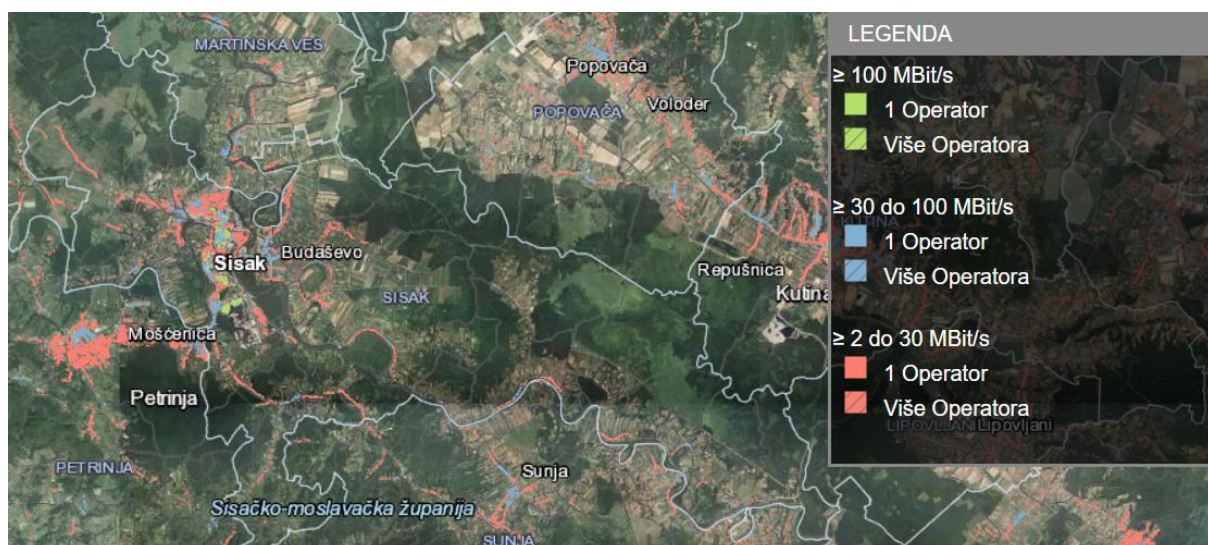 MARTINSKA VES
Popovača
POPOVAČA
Voloder
Sisak
Budaševo
SISAK
Repušnica
Kutina
Mošćenica
Petrinja
PETRINJA
Sunja
Sisačko-moslavačka županija
SUNJA
LEGENDA
≥ 100 MBit/s
1 Operator
Više Operatora
≥ 30 do 100 MBit/s
KUTINA
1 Operator
Više Operatora
≥ 2 do 30 MBit/s
1 Operator
Više Operatora
LIPOVLJANI Lipovljani